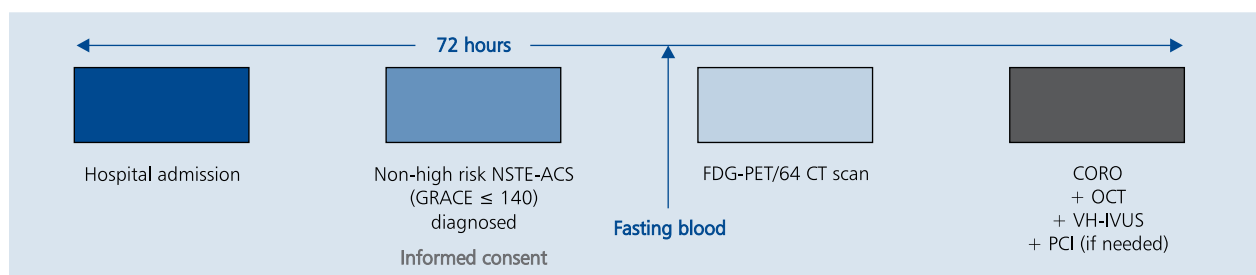 72 hours
Hospital admission
Non-high risk NSTE-ACS
(GRACE ≤ 140)
diagnosed
Informed consent
Fasting blood
FDG-PET/64 CT scan
CORO
+ OCT
+ VH-IVUS
+ PCI (if needed)